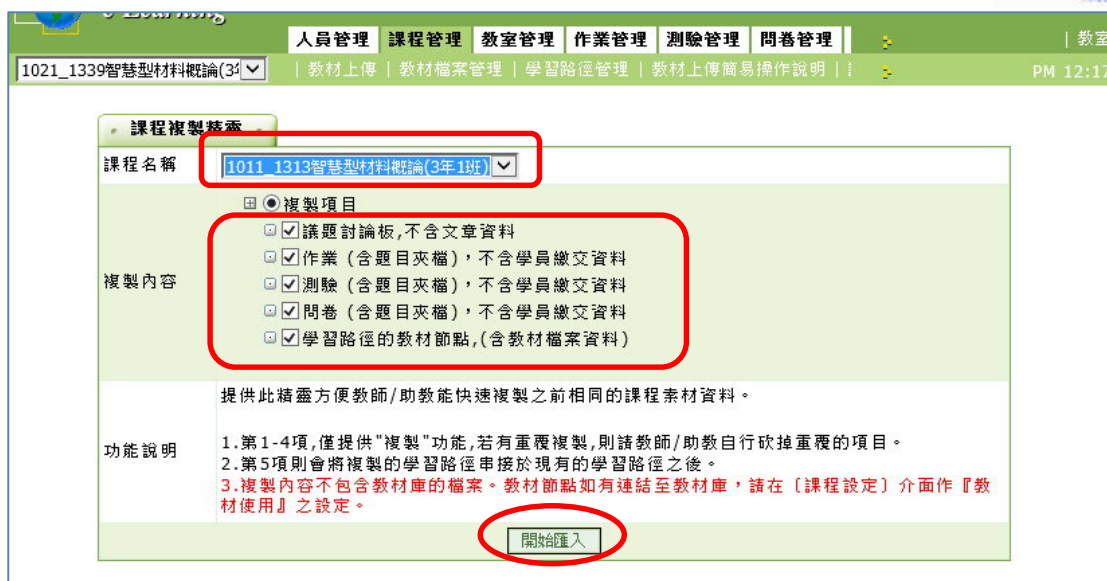 e-Learning
人員管理 課程管理 教室管理 作業管理 測驗管理 問卷管理 | 教室
1021_1339智慧型材料概論(3年 | 教材上傳 | 教材檔案管理 | 學習路徑管理 | 教材上傳簡易操作說明 | PM 12:17
課程複製精靈
課程名稱 1011_1313智慧型材料概論(3年1班)
複製項目
議題討論板,不含文章資料
作業 (含題目夾檔),不含學員繳交資料
複製內容 測驗 (含題目夾檔),不含學員繳交資料
問卷 (含題目夾檔),不含學員繳交資料
學習路徑的教材節點,(含教材檔案資料)
提供此精靈方便教師/助教能快速複製之前相同的課程素材資料。
功能說明 1.第1-4項,僅提供"複製"功能,若有重覆複製,則請教師/助教自行砍掉重覆的項目。
2.第5項則會將複製的學習路徑串接於現有的學習路徑之後。
3.複製內容不包含教材庫的檔案。教材節點如有連結至教材庫,請在〔課程設定〕介面作『教
材使用』之設定。
開始匯入